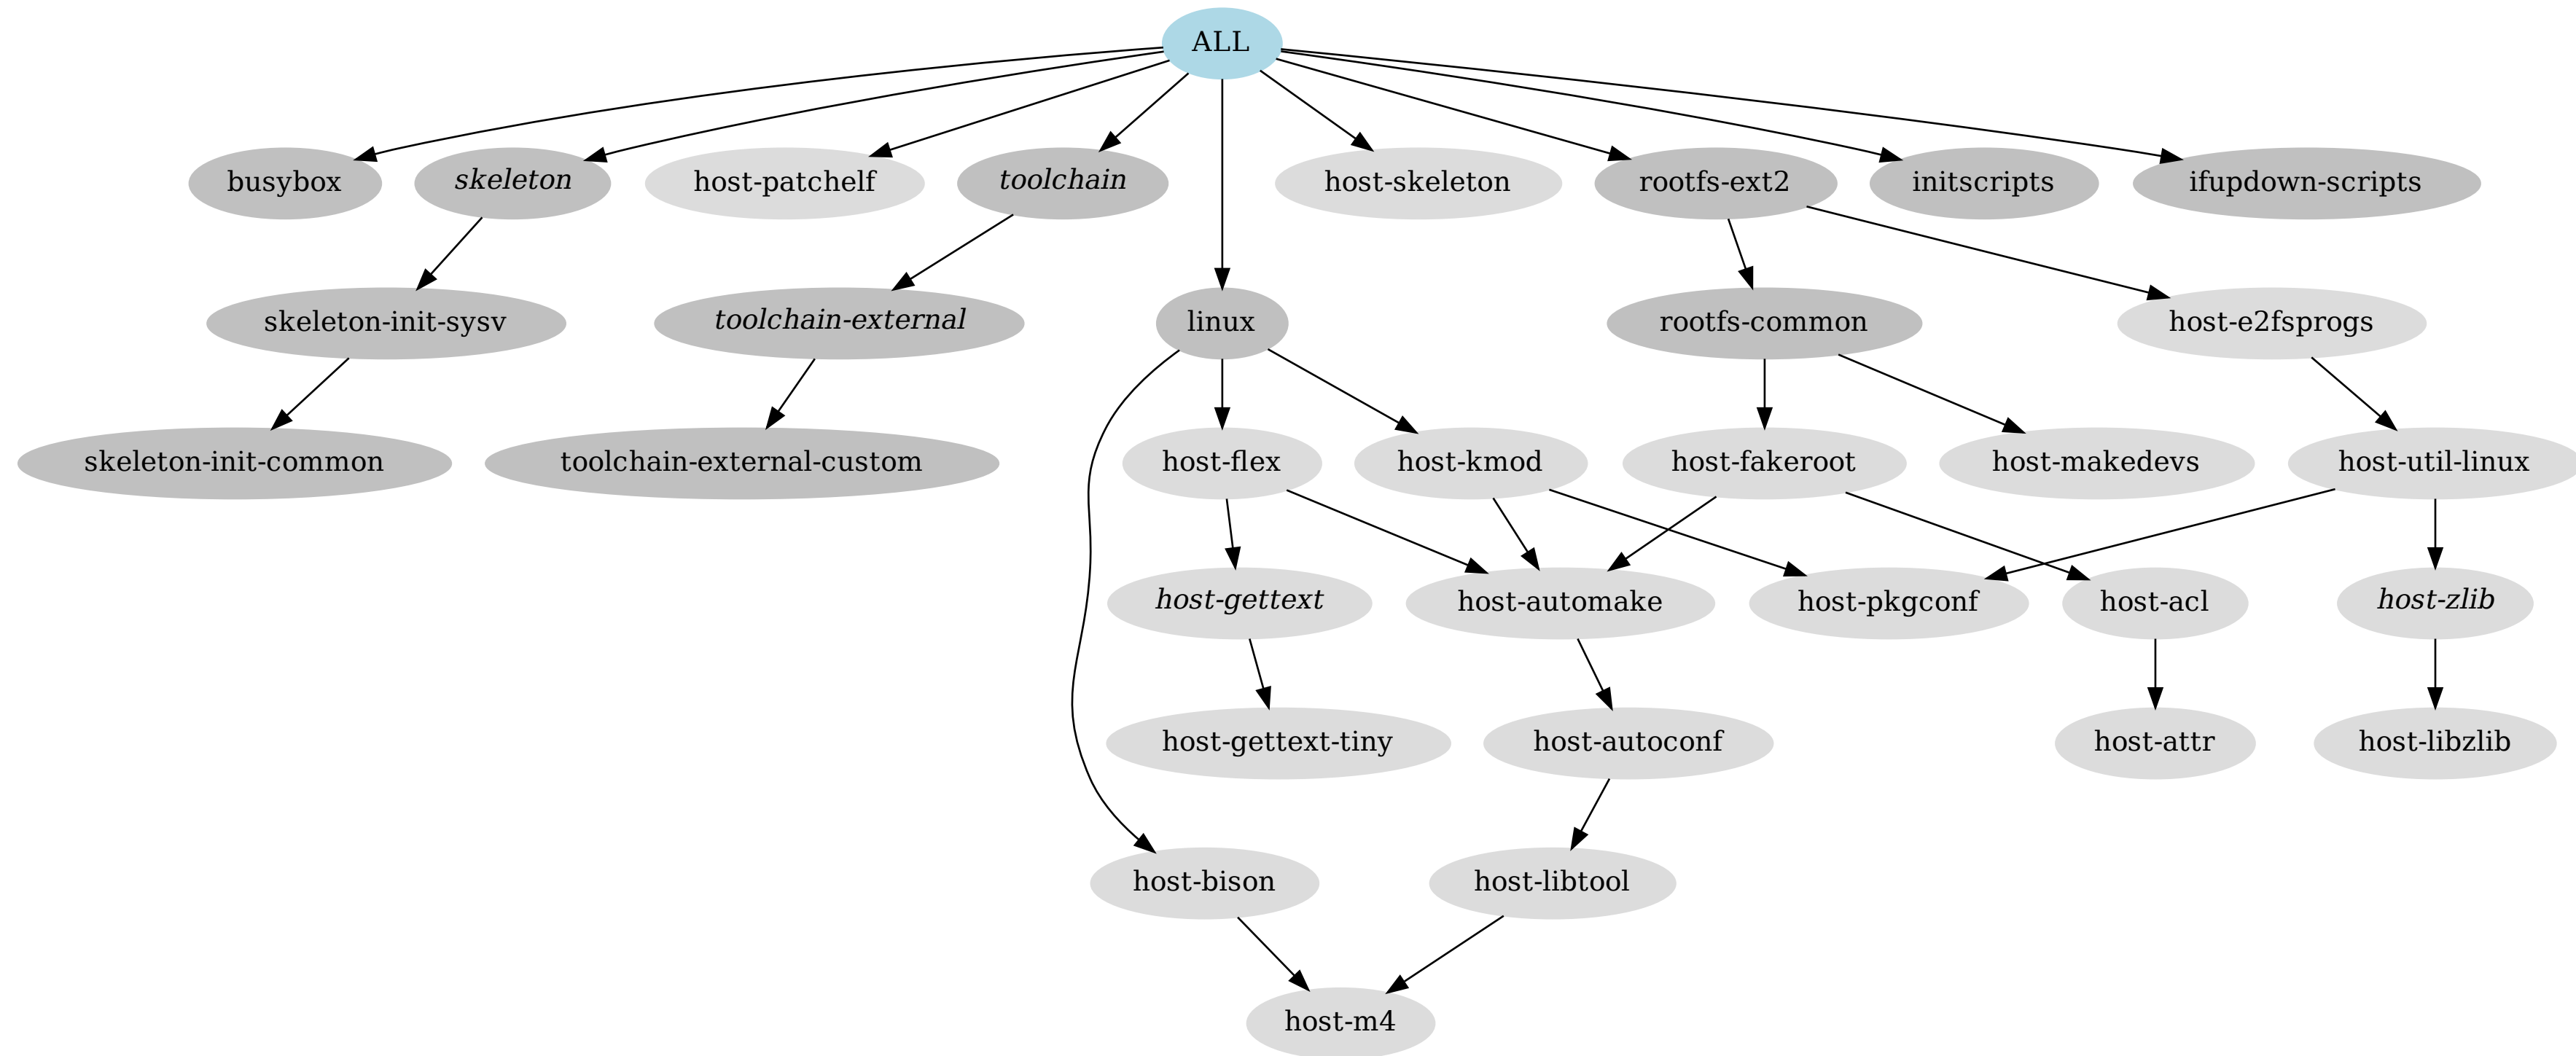 ALL
busybox
skeleton
host-patchelf
toolchain
host-skeleton
rootfs-ext2
initscripts
ifupdown-scripts
skeleton-init-sysv
toolchain-external
linux
rootfs-common
host-e2fsprogs
skeleton-init-common
toolchain-external-custom
host-flex
host-kmod
host-fakeroot
host-makedevs
host-util-linux
host-gettext
host-automake
host-pkgconf
host-acl
host-zlib
host-gettext-tiny
host-autoconf
host-attr
host-libzlib
host-bison
host-libtool
host-m4